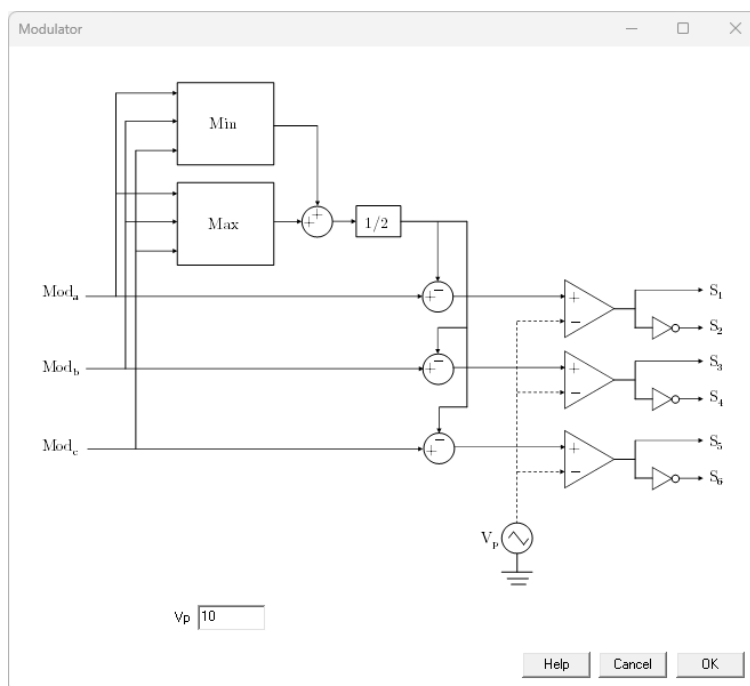 Modulator
Min
Max
+ +
1/2
Mod_a
+ −
+
−
S_1
S_2
Mod_b
+ −
+
−
S_3
S_4
Mod_c
+ −
+
−
S_5
S_6
V_P
Vp 10
Help Cancel OK